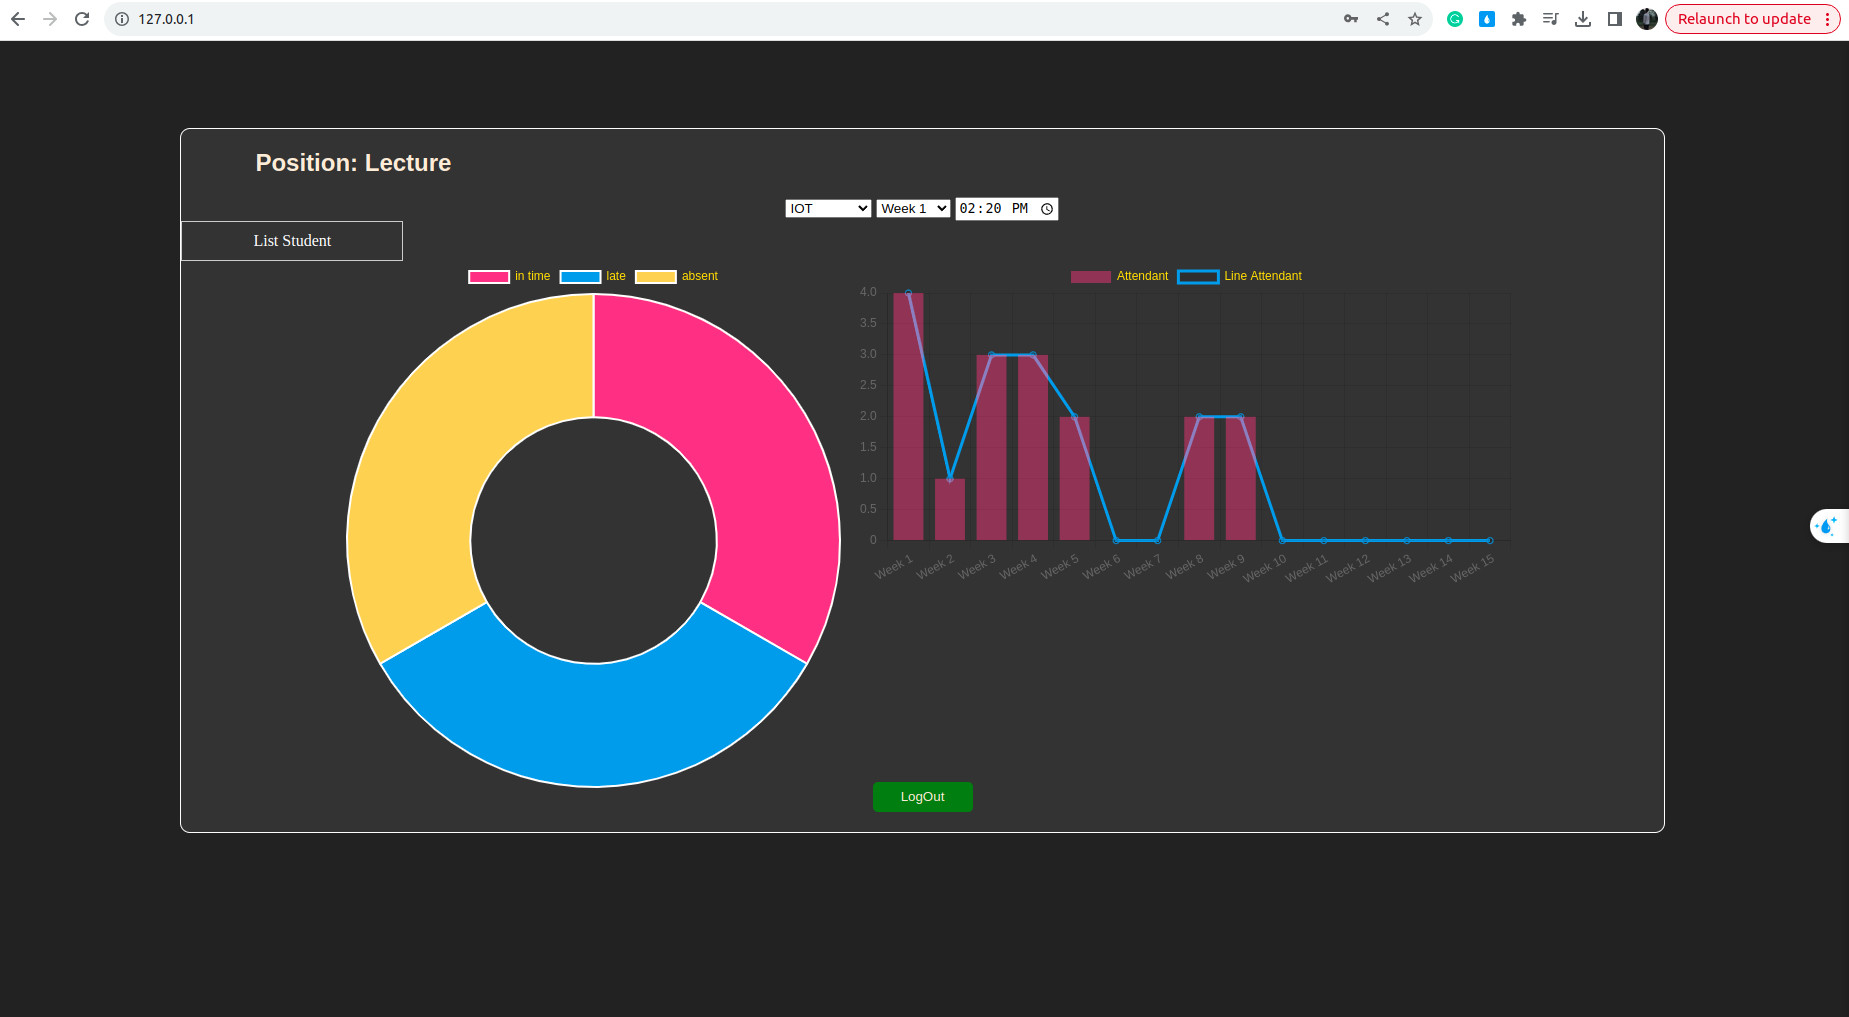 127.0.0.1
Relaunch to update
Position: Lecture
IOT Week 1 02:20 PM
List Student
in time late absent
Attendant Line Attendant
4.0
3.5
3.0
2.5
2.0
1.5
1.0
0.5
0
Week 1 Week 2 Week 3 Week 4 Week 5 Week 6 Week 7 Week 8 Week 9 Week 10 Week 11 Week 12 Week 13 Week 14 Week 15
LogOut